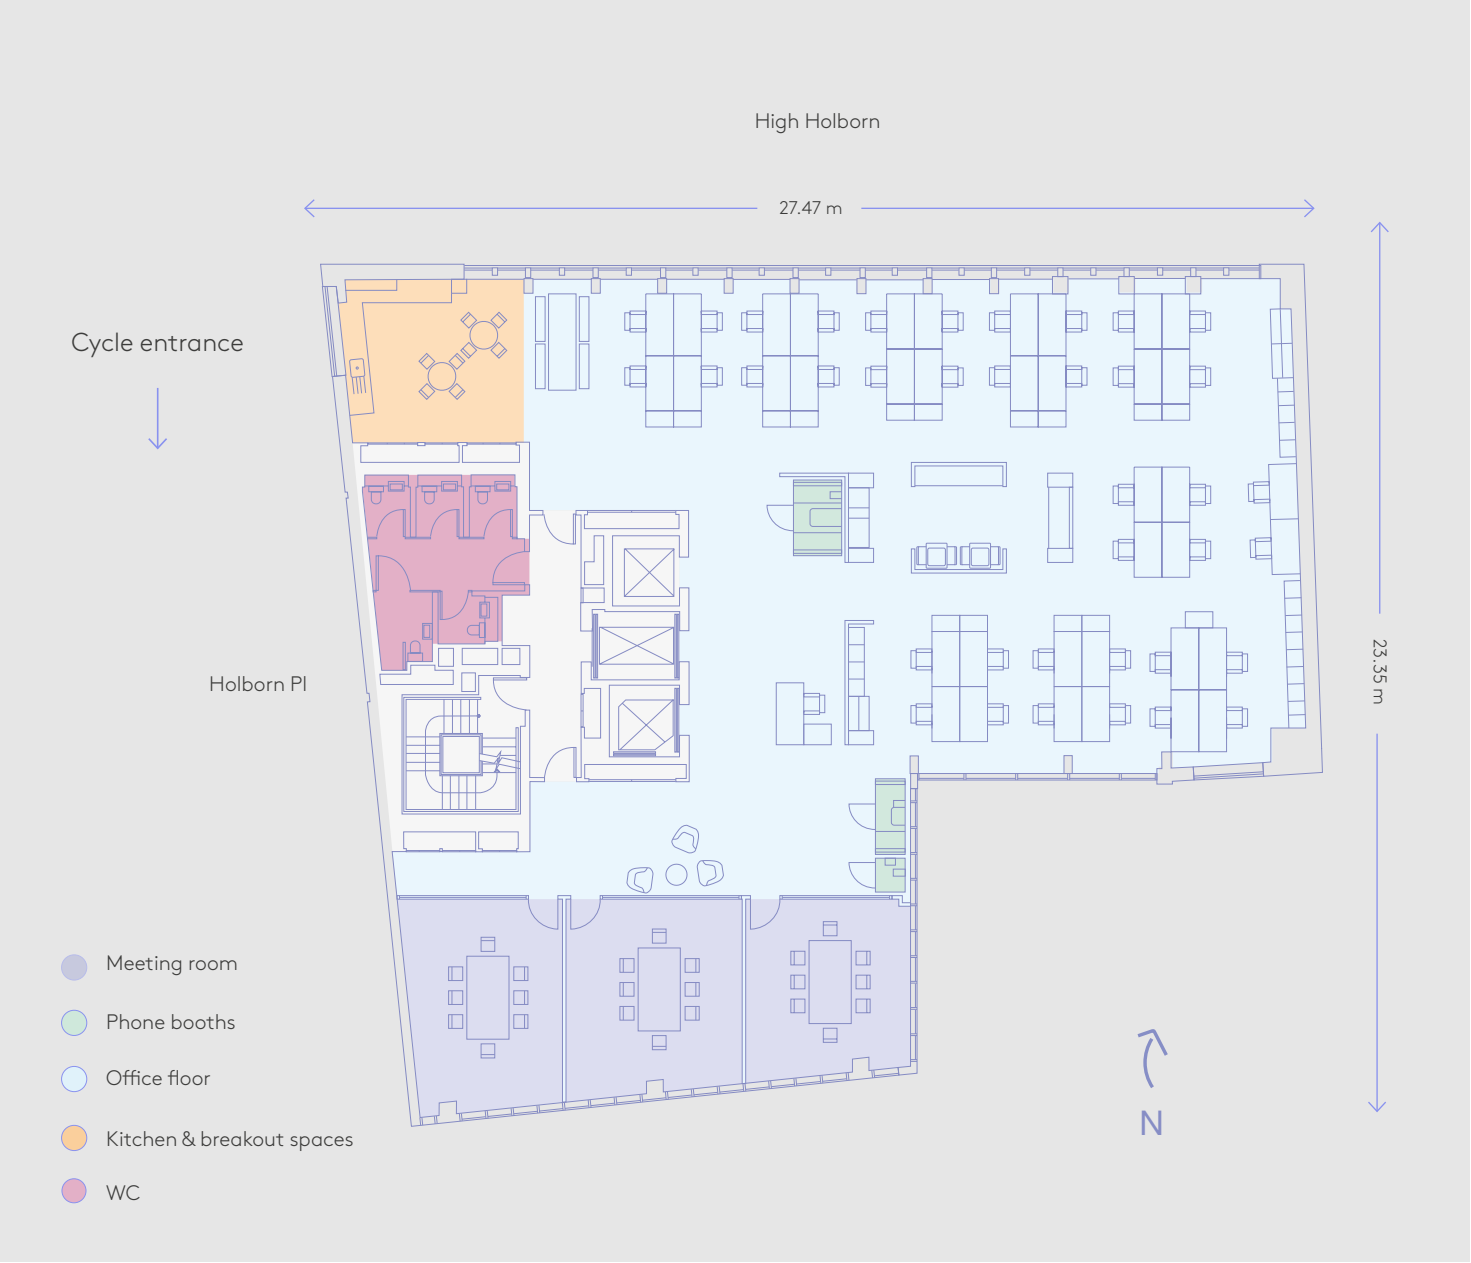 High Holborn
27.47 m
Cycle entrance
23.35 m
Holborn Pl
Meeting room
Phone booths
Office floor
Kitchen & breakout spaces
WC
N